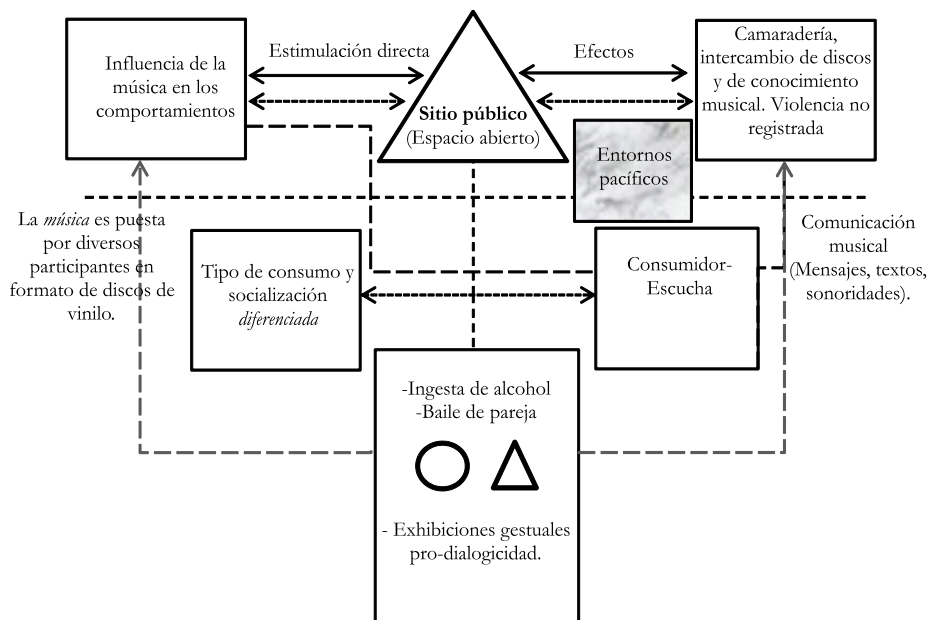 Influencia de la
música en los
comportamientos
Estimulación directa
Sitio público
(Espacio abierto)
Efectos
Camaradería,
intercambio de discos
y de conocimiento
musical. Violencia no
registrada
Entornos
pacíficos
La música es puesta
por diversos
participantes en
formato de discos de
vinilo.
Tipo de consumo y
socialización
diferenciada
Consumidor-
Escucha
Comunicación
musical
(Mensajes, textos,
sonoridades).
-Ingesta de alcohol
-Baile de pareja
- Exhibiciones gestuales
pro-dialogicidad.